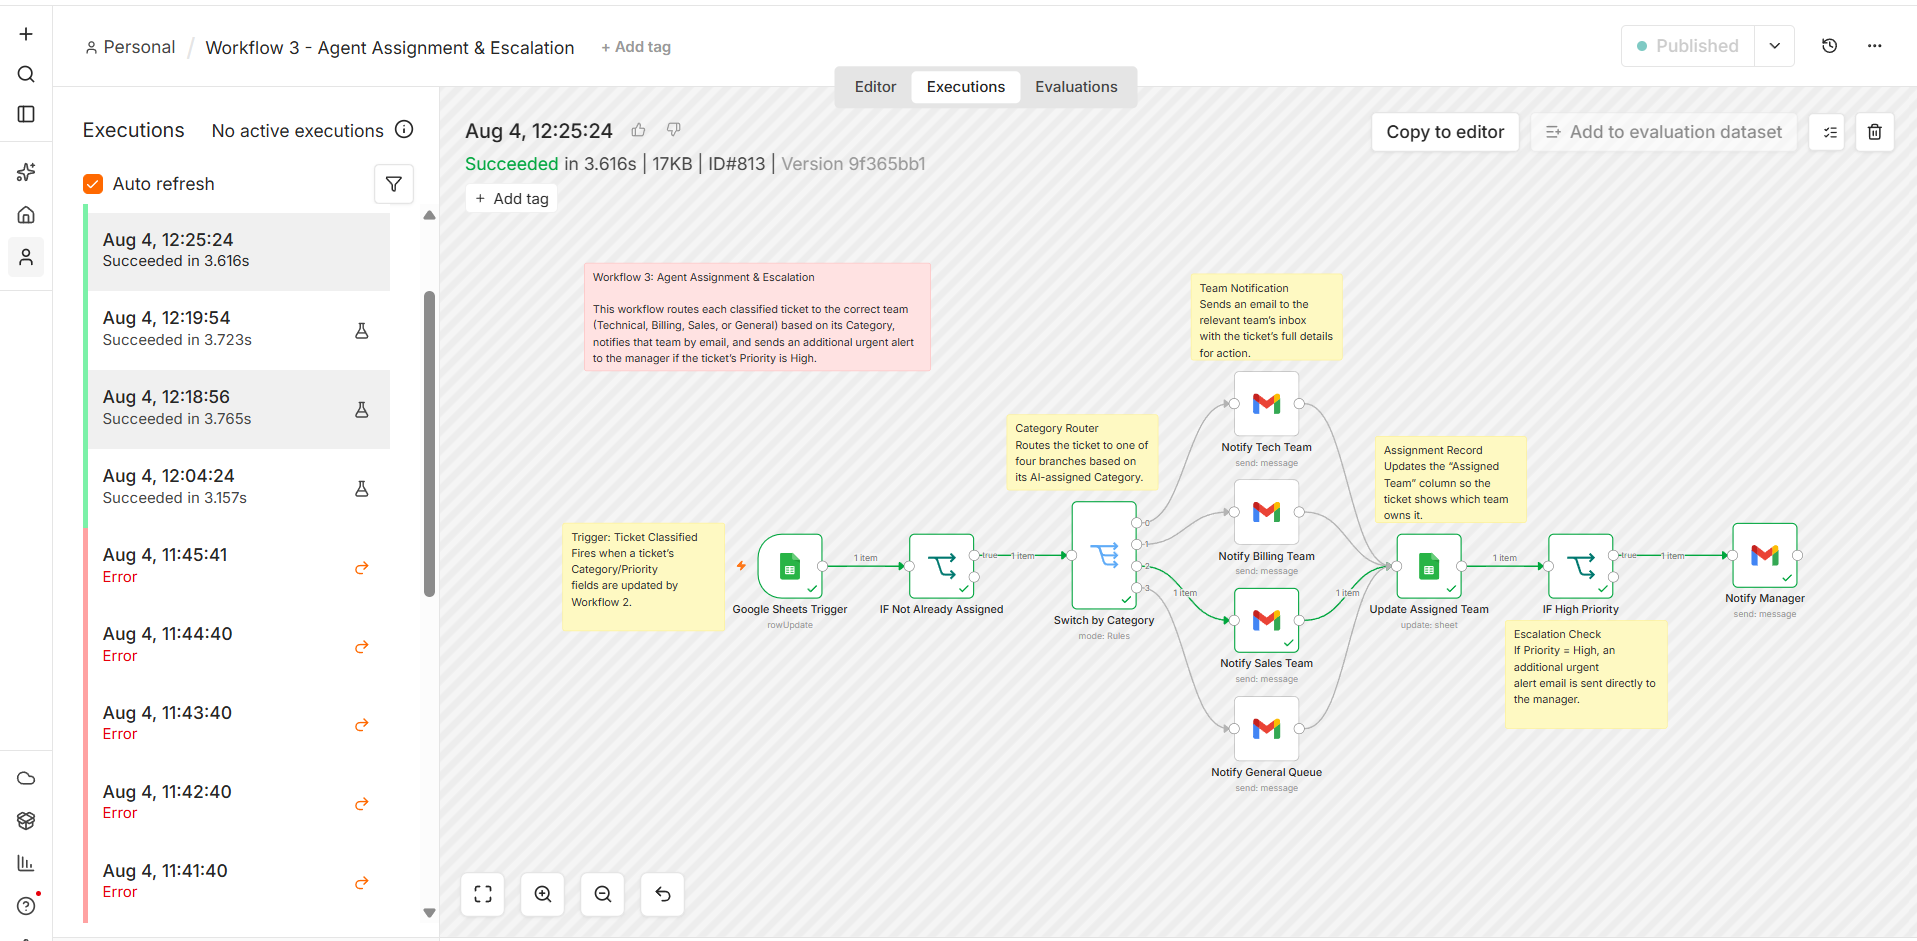 Personal / Workflow 3 - Agent Assignment & Escalation + Add tag
Published
Editor Executions Evaluations
Executions No active executions
Auto refresh
Aug 4, 12:25:24
Succeeded in 3.616s
Aug 4, 12:19:54
Succeeded in 3.723s
Aug 4, 12:18:56
Succeeded in 3.765s
Aug 4, 12:04:24
Succeeded in 3.157s
Aug 4, 11:45:41
Error
Aug 4, 11:44:40
Error
Aug 4, 11:43:40
Error
Aug 4, 11:42:40
Error
Aug 4, 11:41:40
Error
Aug 4, 12:25:24
Succeeded in 3.616s | 17KB | ID#813 | Version 9f365bb1
+ Add tag
Copy to editor
Add to evaluation dataset
Workflow 3: Agent Assignment & Escalation
This workflow routes each classified ticket to the correct team
(Technical, Billing, Sales, or General) based on its Category,
notifies that team by email, and sends an additional urgent alert
to the manager if the ticket's Priority is High.
Team Notification
Sends an email to the
relevant team's inbox
with the ticket's full details
for action.
Category Router
Routes the ticket to one of
four branches based on
its AI-assigned Category.
Assignment Record
Updates the “Assigned
Team” column so the
ticket shows which team
owns it.
Trigger: Ticket Classified
Fires when a ticket's
Category/Priority
fields are updated by
Workflow 2.
Google Sheets Trigger
rowUpdate
1 item
IF Not Already Assigned
true
1 item
Switch by Category
mode: Rules
0
1
2
3
1 item
Notify Tech Team
send: message
Notify Billing Team
send: message
Notify Sales Team
send: message
Notify General Queue
send: message
1 item
Update Assigned Team
update: sheet
1 item
IF High Priority
true
1 item
Notify Manager
send: message
Escalation Check
If Priority = High, an
additional urgent
alert email is sent directly to
the manager.